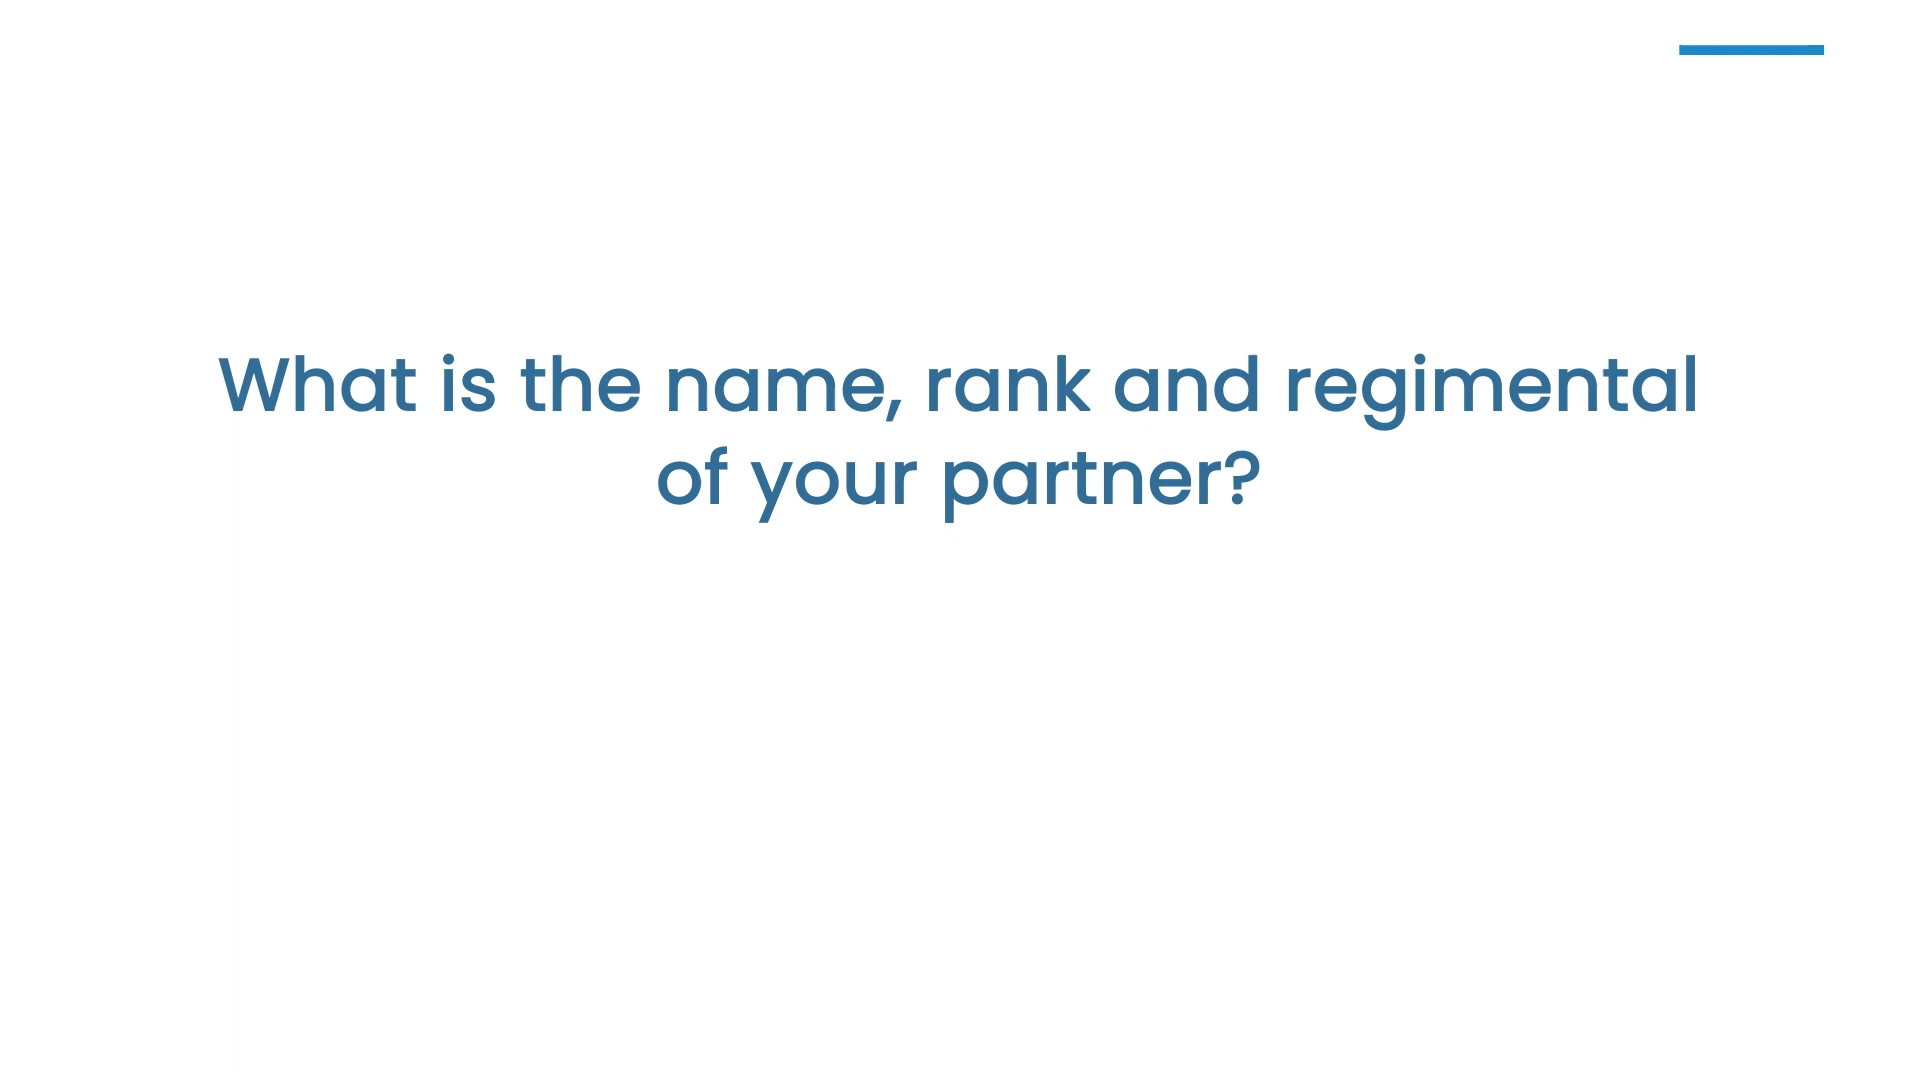 What is the name, rank and regimental
of your partner?